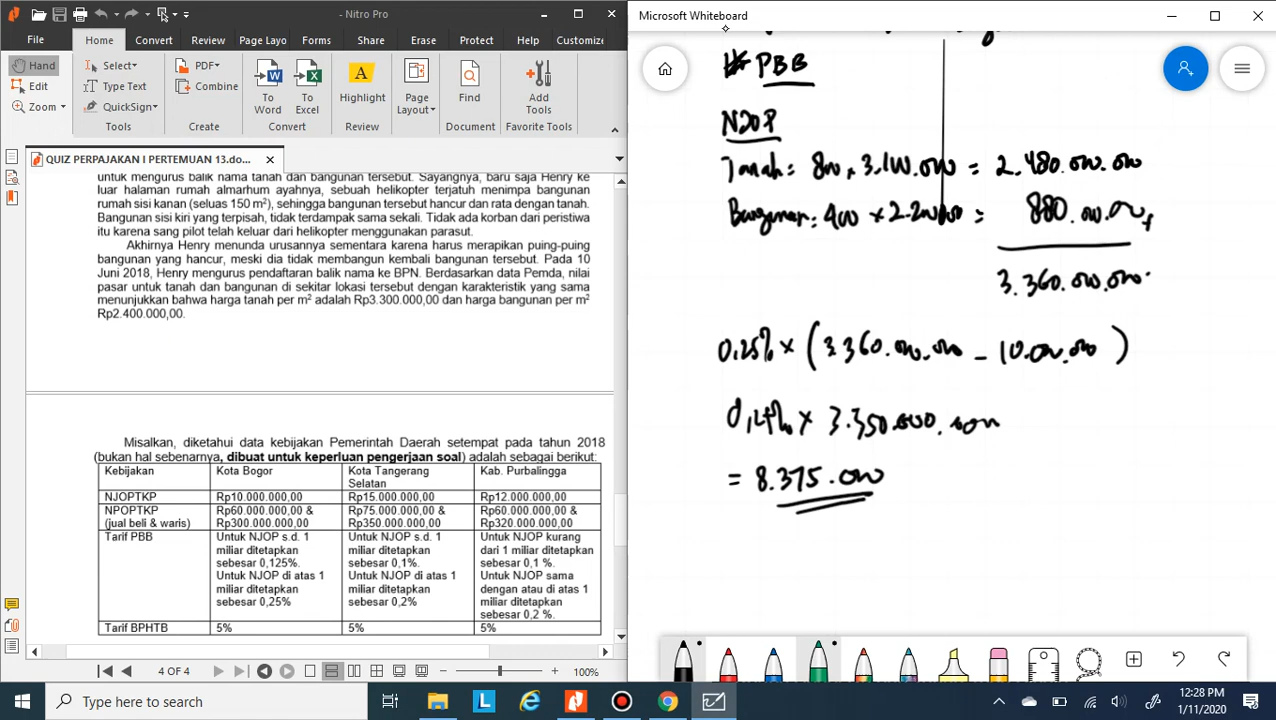 - Nitro Pro
File Home Convert Review Page Layo Forms Share Erase Protect Customize
Hand Select PDF
Edit Type Text Combine
Zoom QuickSign
To Word To Excel Highlight Page Layout Find Add Tools
Tools Create Convert Review Document Favorite Tools
QUIZ PERPAJAKAN I PERTEMUAN 13.do...
untuk mengurus balik nama tanah dan bangunan tersebut. Sayangnya, baru saja Henry ke
luar halaman rumah almarhum ayahnya, sebuah helikopter terjatuh menimpa bangunan
rumah sisi kanan (seluas 150 m²), sehingga bangunan tersebut hancur dan rata dengan tanah.
Bangunan sisi kiri yang terpisah, tidak terdampak sama sekali. Tidak ada korban dari peristiwa
itu karena sang pilot telah keluar dari helikopter menggunakan parasut.
Akhirnya Henry menunda urusannya sementara karena harus merapikan puing-puing
bangunan yang hancur, meski dia tidak membangun kembali bangunan tersebut. Pada 10
Juni 2018, Henry mengurus pendaftaran balik nama ke BPN. Berdasarkan data Pemda, nilai
pasar untuk tanah dan bangunan di sekitar lokasi tersebut dengan karakteristik yang sama
menunjukkan bahwa harga tanah per m² adalah Rp3.300.000,00 dan harga bangunan per m²
Rp2.400.000,00.
Misalkan, diketahui data kebijakan Pemerintah Daerah setempat pada tahun 2018
(bukan hal sebenarnya, dibuat untuk keperluan pengerjaan soal) adalah sebagai berikut:
Kebijakan Kota Bogor Kota Tangerang Selatan Kab. Purbalingga
NJOPTKP Rp10.000.000,00 Rp15.000.000,00 Rp12.000.000,00
NPOPTKP (jual beli & waris) Rp60.000.000,00 & Rp300.000.000,00 Rp75.000.000,00 & Rp350.000.000,00 Rp60.000.000,00 & Rp320.000.000,00
Tarif PBB Untuk NJOP s.d. 1 miliar ditetapkan sebesar 0,125%. Untuk NJOP di atas 1 miliar ditetapkan sebesar 0,25% Untuk NJOP s.d. 1 miliar ditetapkan sebesar 0,1%. Untuk NJOP di atas 1 miliar ditetapkan sebesar 0,2% Untuk NJOP kurang dari 1 miliar ditetapkan sebesar 0,1 %. Untuk NJOP sama dengan atau di atas 1 miliar ditetapkan sebesar 0,2 %.
Tarif BPHTB 5% 5% 5%
4 OF 4 100%
Microsoft Whiteboard
PBB
NJOP
Tanah : 800 x 3.100.000 = 2.480.000.000
Bangunan : 400 x 2.200.000 = 880.000.000 +
3.360.000.000
0,25% x (3.360.000.000 - 10.000.000)
0,25% x 3.350.000.000
= 8.375.000
Type here to search
12:28 PM
1/11/2020